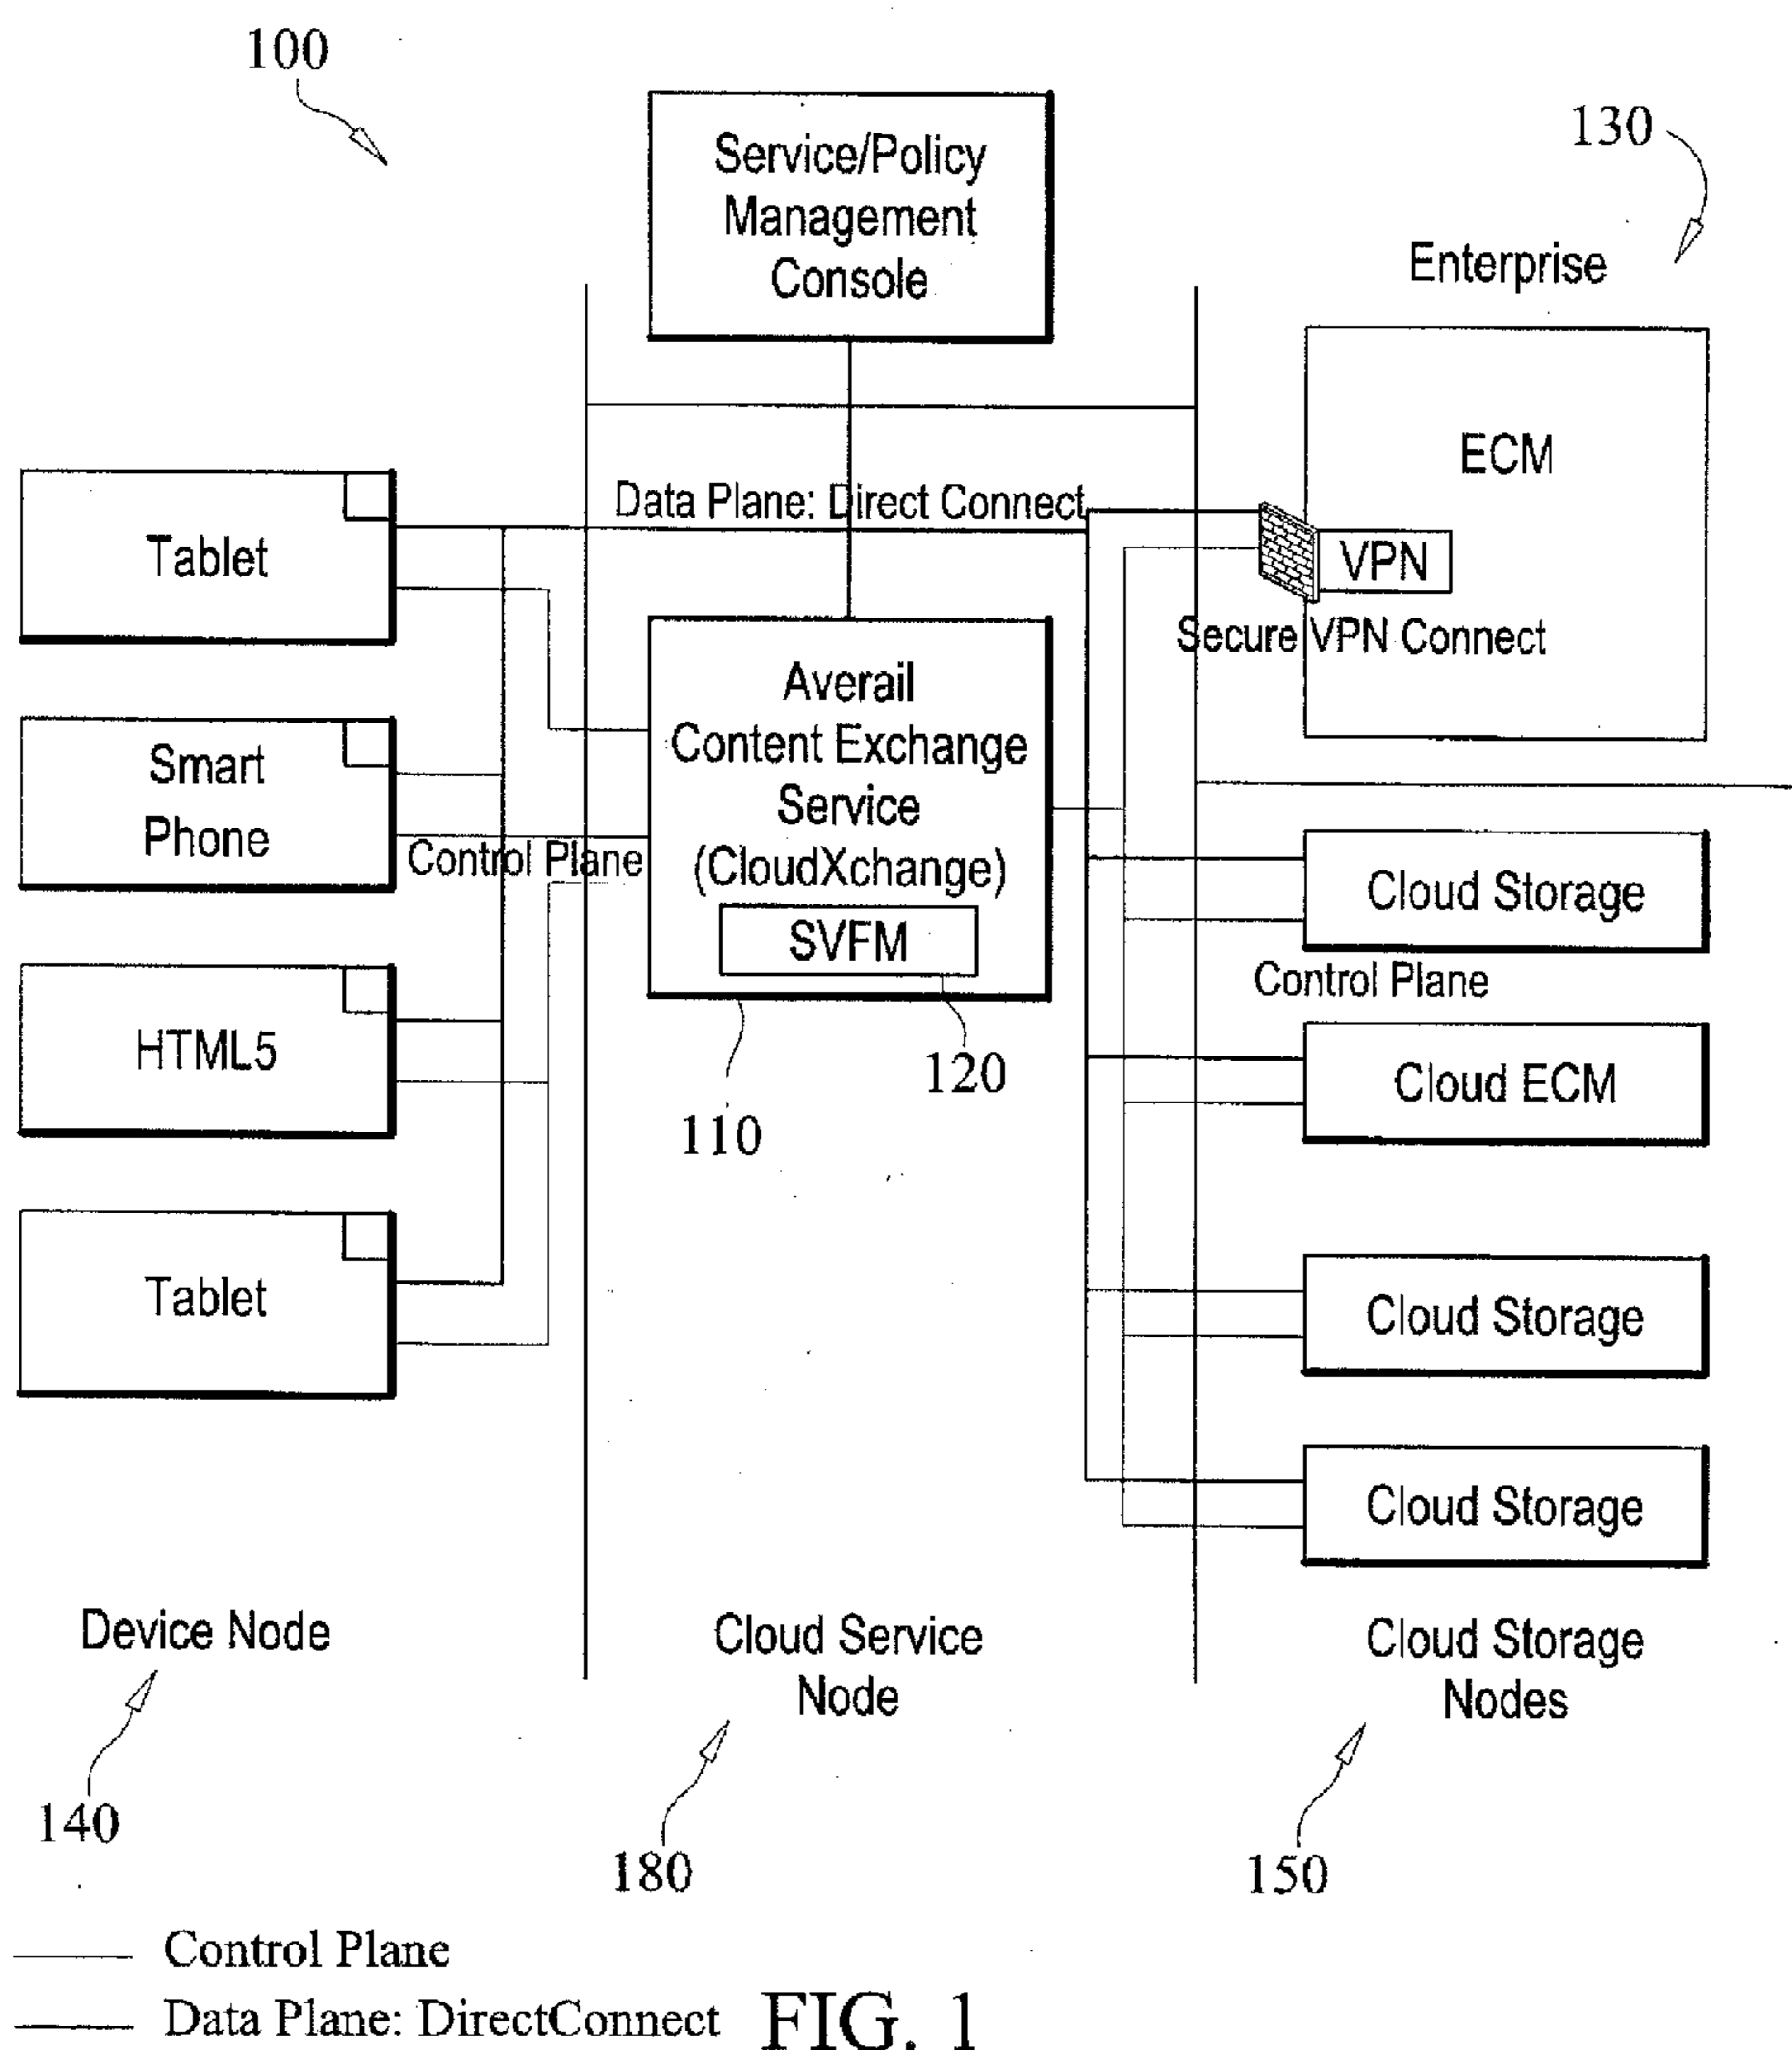 100
Service/Policy
Management
Console
130
Enterprise
ECM
Data Plane: Direct Connect
VPN
Secure VPN Connect
Tablet
Smart
Phone
Control Plane
HTML5
Tablet
Averail
Content Exchange
Service
(CloudXchange)
SVFM
120
110
Cloud Storage
Control Plane
Cloud ECM
Cloud Storage
Cloud Storage
Device Node
140
Cloud Service
Node
180
Cloud Storage
Nodes
150
Control Plane
Data Plane: DirectConnect
FIG. 1